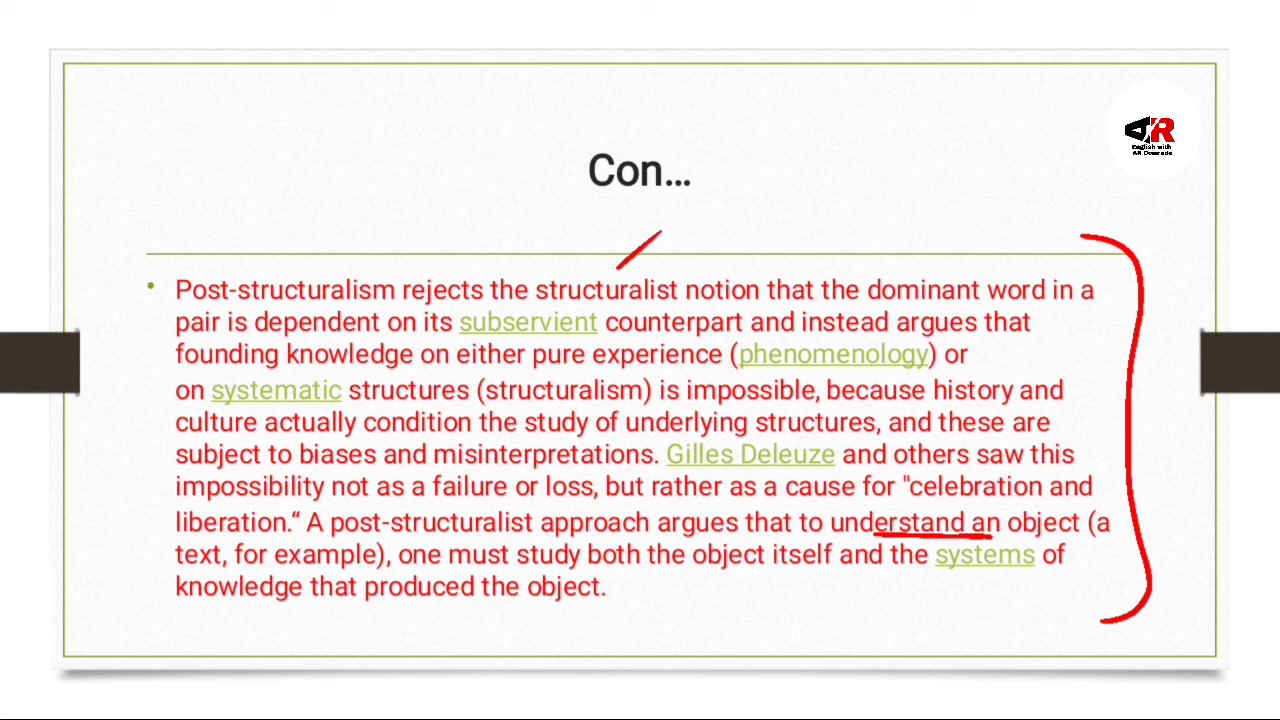 AR
English with
AR Deorade
Con...
• Post-structuralism rejects the structuralist notion that the dominant word in a
pair is dependent on its subservient counterpart and instead argues that
founding knowledge on either pure experience (phenomenology) or
on systematic structures (structuralism) is impossible, because history and
culture actually condition the study of underlying structures, and these are
subject to biases and misinterpretations. Gilles Deleuze and others saw this
impossibility not as a failure or loss, but rather as a cause for "celebration and
liberation.“ A post-structuralist approach argues that to understand an object (a
text, for example), one must study both the object itself and the systems of
knowledge that produced the object.